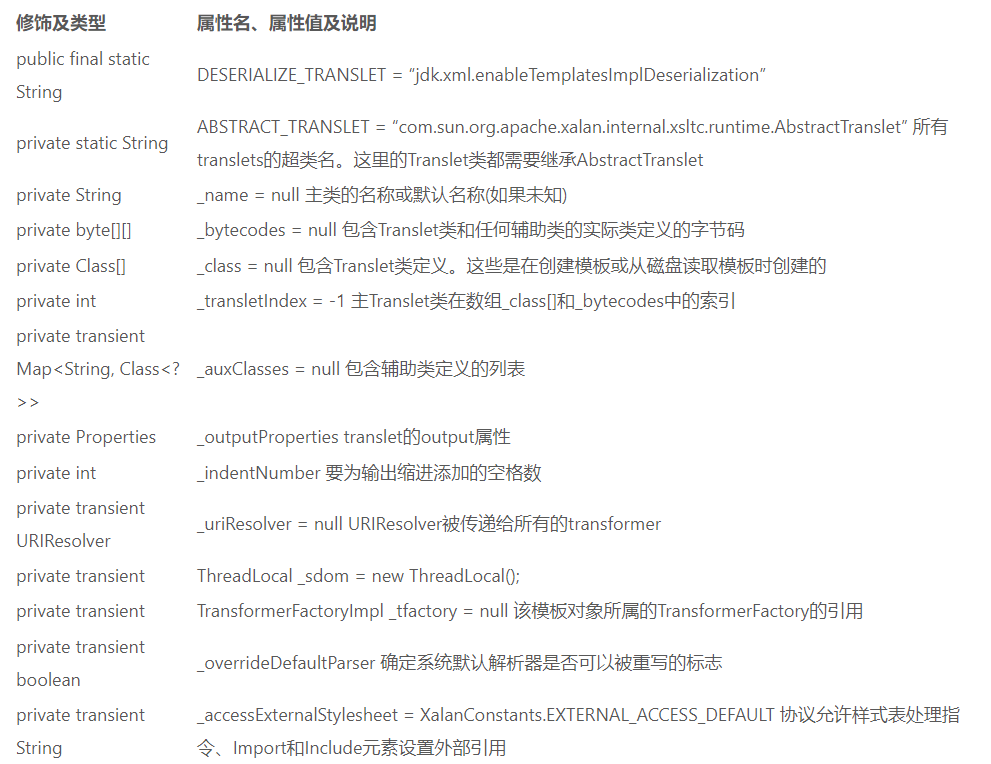 修饰及类型 属性名、属性值及说明
public final static
String
DESERIALIZE_TRANSLET = “jdk.xml.enableTemplatesImplDeserialization”
private static String
ABSTRACT_TRANSLET = “com.sun.org.apache.xalan.internal.xsltc.runtime.AbstractTranslet” 所有
translets的超类名。这里的Translet类都需要继承AbstractTranslet
private String _name = null 主类的名称或默认名称(如果未知)
private byte[][] _bytecodes = null 包含Translet类和任何辅助类的实际类定义的字节码
private Class[] _class = null 包含Translet类定义。这些是在创建模板或从磁盘读取模板时创建的
private int _transletIndex = -1 主Translet类在数组_class[]和_bytecodes中的索引
private transient
Map<String, Class<?
>>
_auxClasses = null 包含辅助类定义的列表
private Properties _outputProperties translet的output属性
private int _indentNumber 要为输出缩进添加的空格数
private transient
URIResolver
_uriResolver = null URIResolver被传递给所有的transformer
private transient ThreadLocal _sdom = new ThreadLocal();
private transient TransformerFactoryImpl _tfactory = null 该模板对象所属的TransformerFactory的引用
private transient
boolean
_overrideDefaultParser 确定系统默认解析器是否可以被重写的标志
private transient
String
_accessExternalStylesheet = XalanConstants.EXTERNAL_ACCESS_DEFAULT 协议允许样式表处理指
令、Import和Include元素设置外部引用